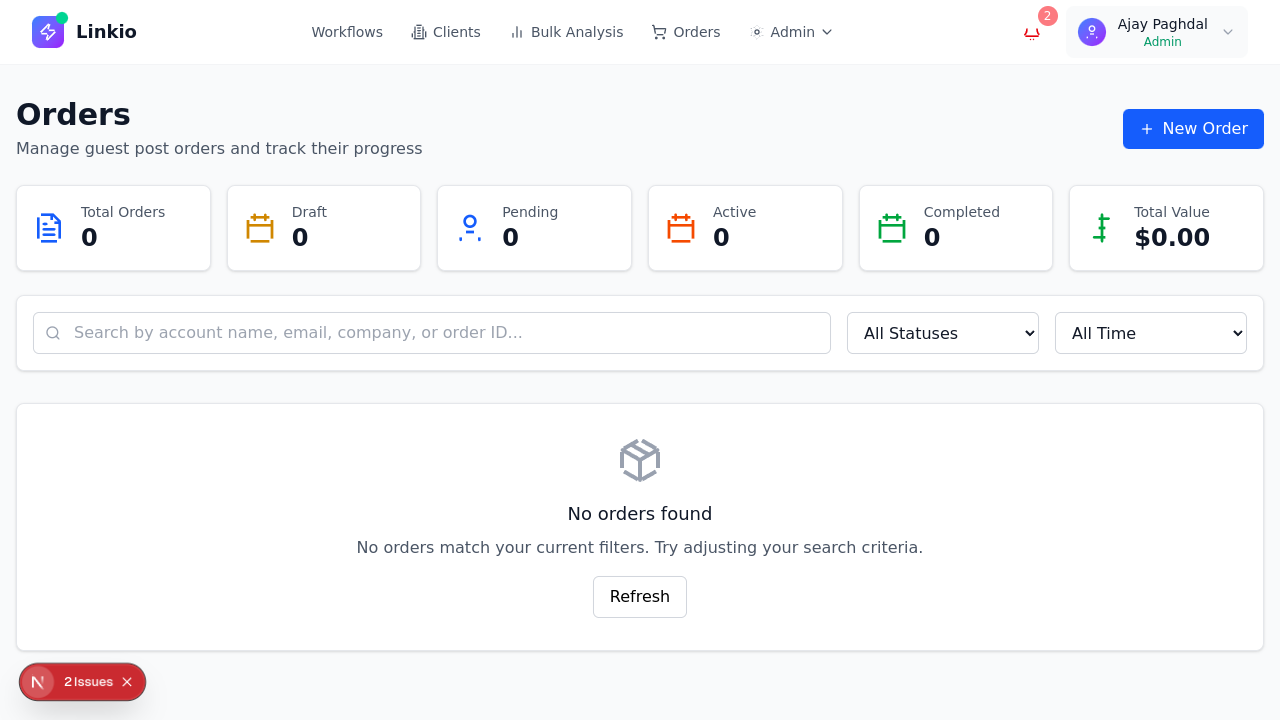 Linkio
Workflows
Clients
Bulk Analysis
Orders
Admin
2
Ajay Paghdal
Admin
Orders
Manage guest post orders and track their progress
+ New Order
Total Orders
0
Draft
0
Pending
0
Active
0
Completed
0
Total Value
$0.00
Search by account name, email, company, or order ID...
All Statuses
All Time
No orders found
No orders match your current filters. Try adjusting your search criteria.
Refresh
N
2 Issues